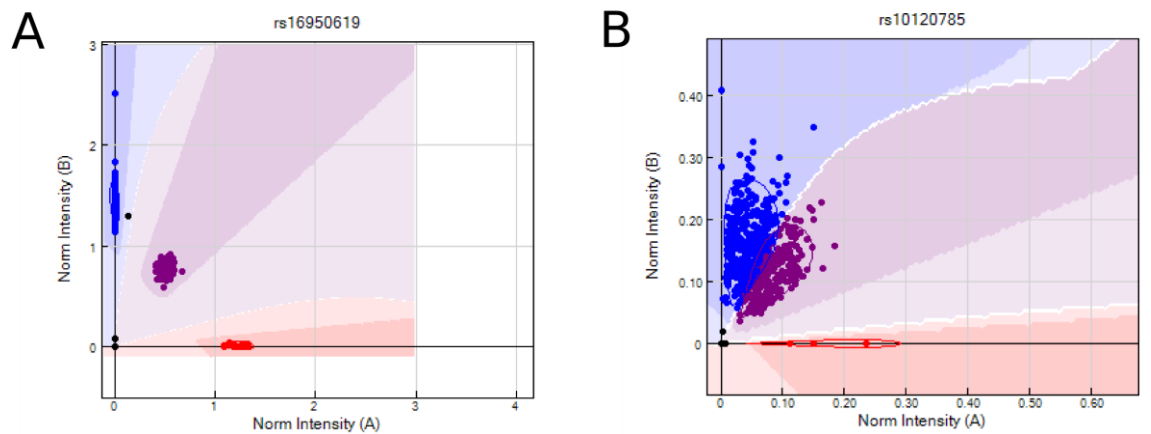 A
rs16950619
Norm Intensity (B)
3
2
1
0
0
1
2
3
4
Norm Intensity (A)
B
rs10120785
Norm Intensity (B)
0.40
0.30
0.20
0.10
0
0
0.10
0.20
0.30
0.40
0.50
0.60
Norm Intensity (A)